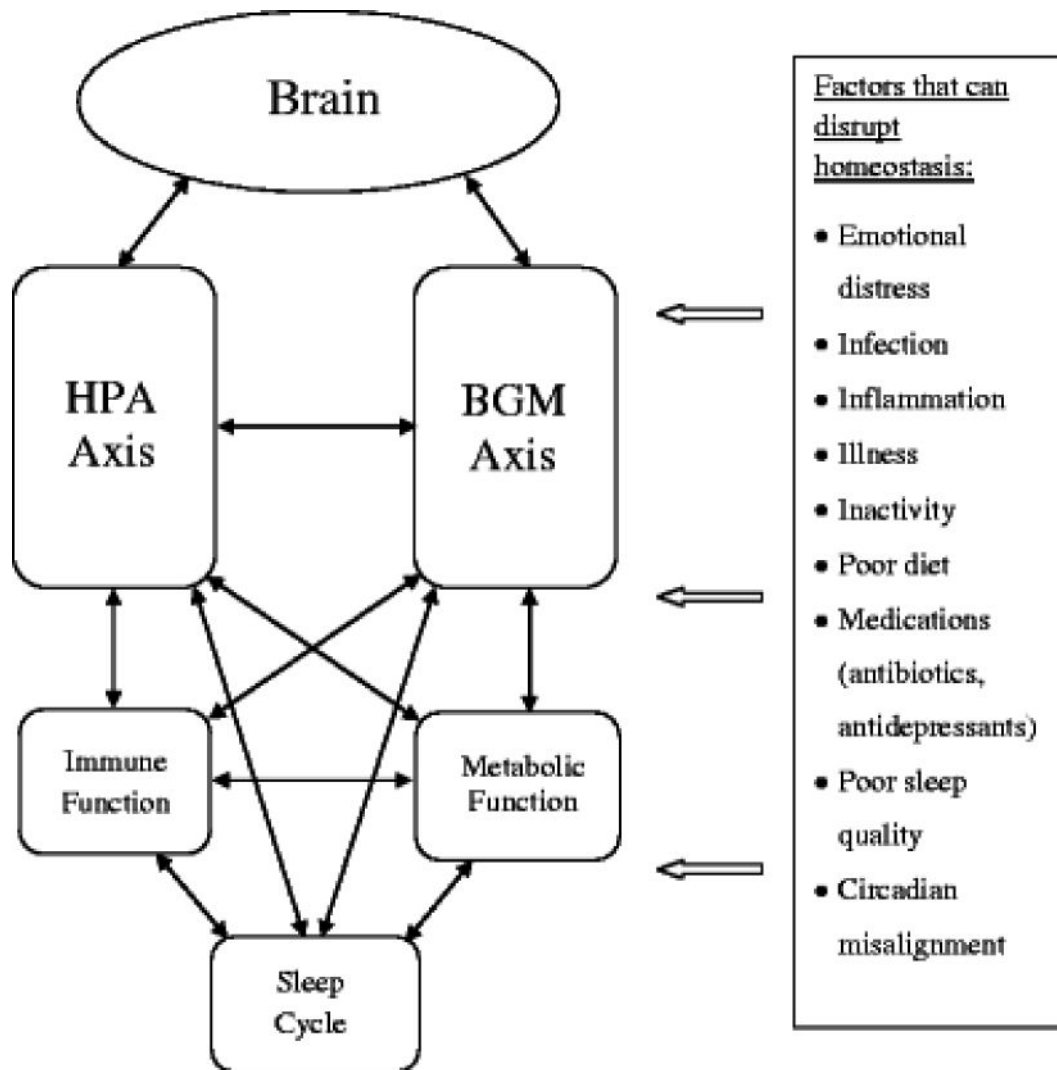 Brain
HPA
Axis
BGM
Axis
Immune
Function
Metabolic
Function
Sleep
Cycle
Factors that can
disrupt
homeostasis:
• Emotional
distress
• Infection
• Inflammation
• Illness
• Inactivity
• Poor diet
• Medications
(antibiotics,
antidepressants)
• Poor sleep
quality
• Circadian
misalignment